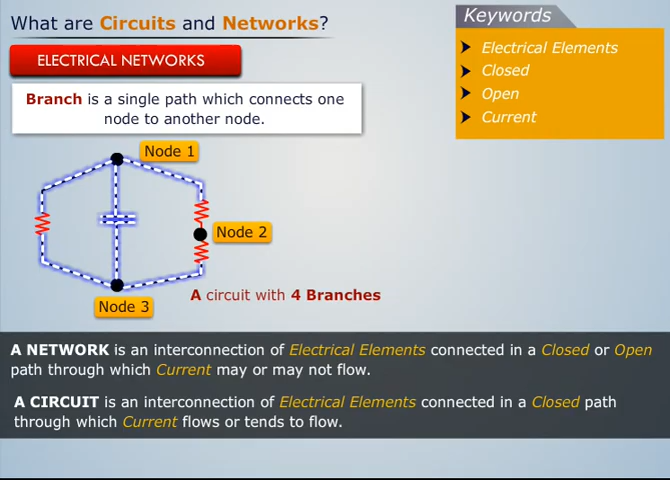 What are Circuits and Networks?
Keywords
ELECTRICAL NETWORKS
Electrical Elements
Closed
Open
Current
Branch is a single path which connects one
node to another node.
Node 1
Node 2
Node 3
A circuit with 4 Branches
A NETWORK is an interconnection of Electrical Elements connected in a Closed or Open
path through which Current may or may not flow.
A CIRCUIT is an interconnection of Electrical Elements connected in a Closed path
through which Current flows or tends to flow.